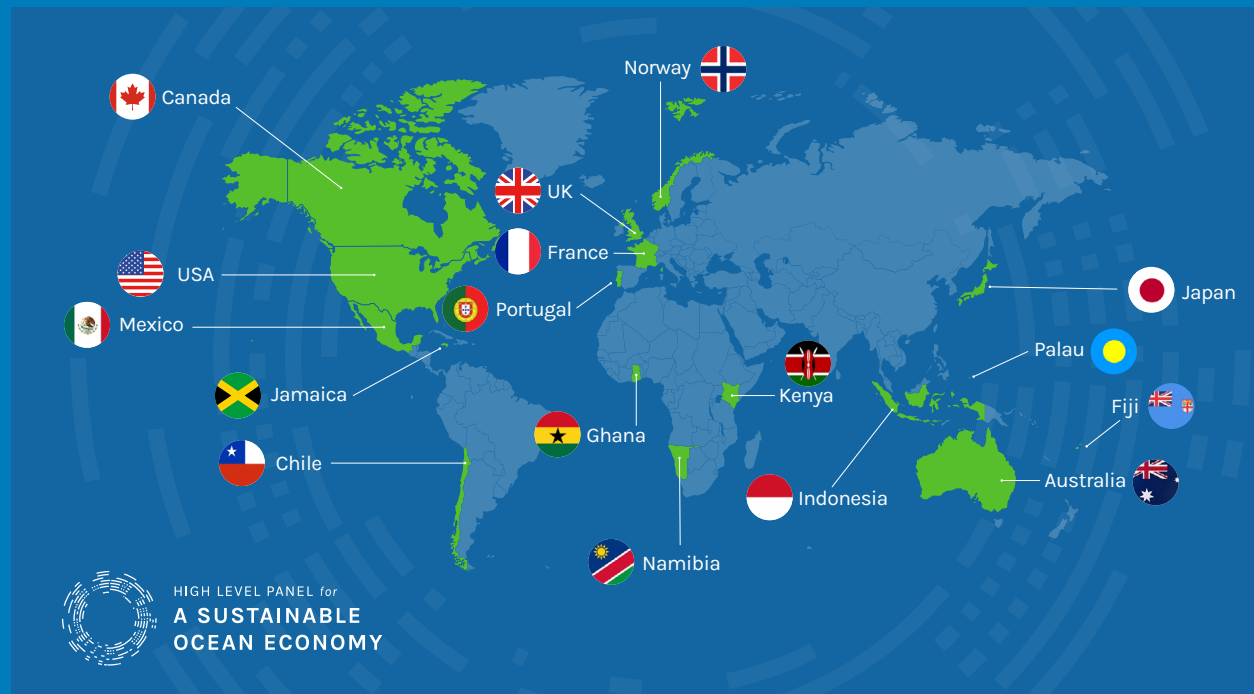 Norway
Canada
UK
France
USA
Portugal
Japan
Mexico
Palau
Jamaica
Kenya
Fiji
Ghana
Chile
Australia
Indonesia
Namibia
HIGH LEVEL PANEL for
A SUSTAINABLE
OCEAN ECONOMY